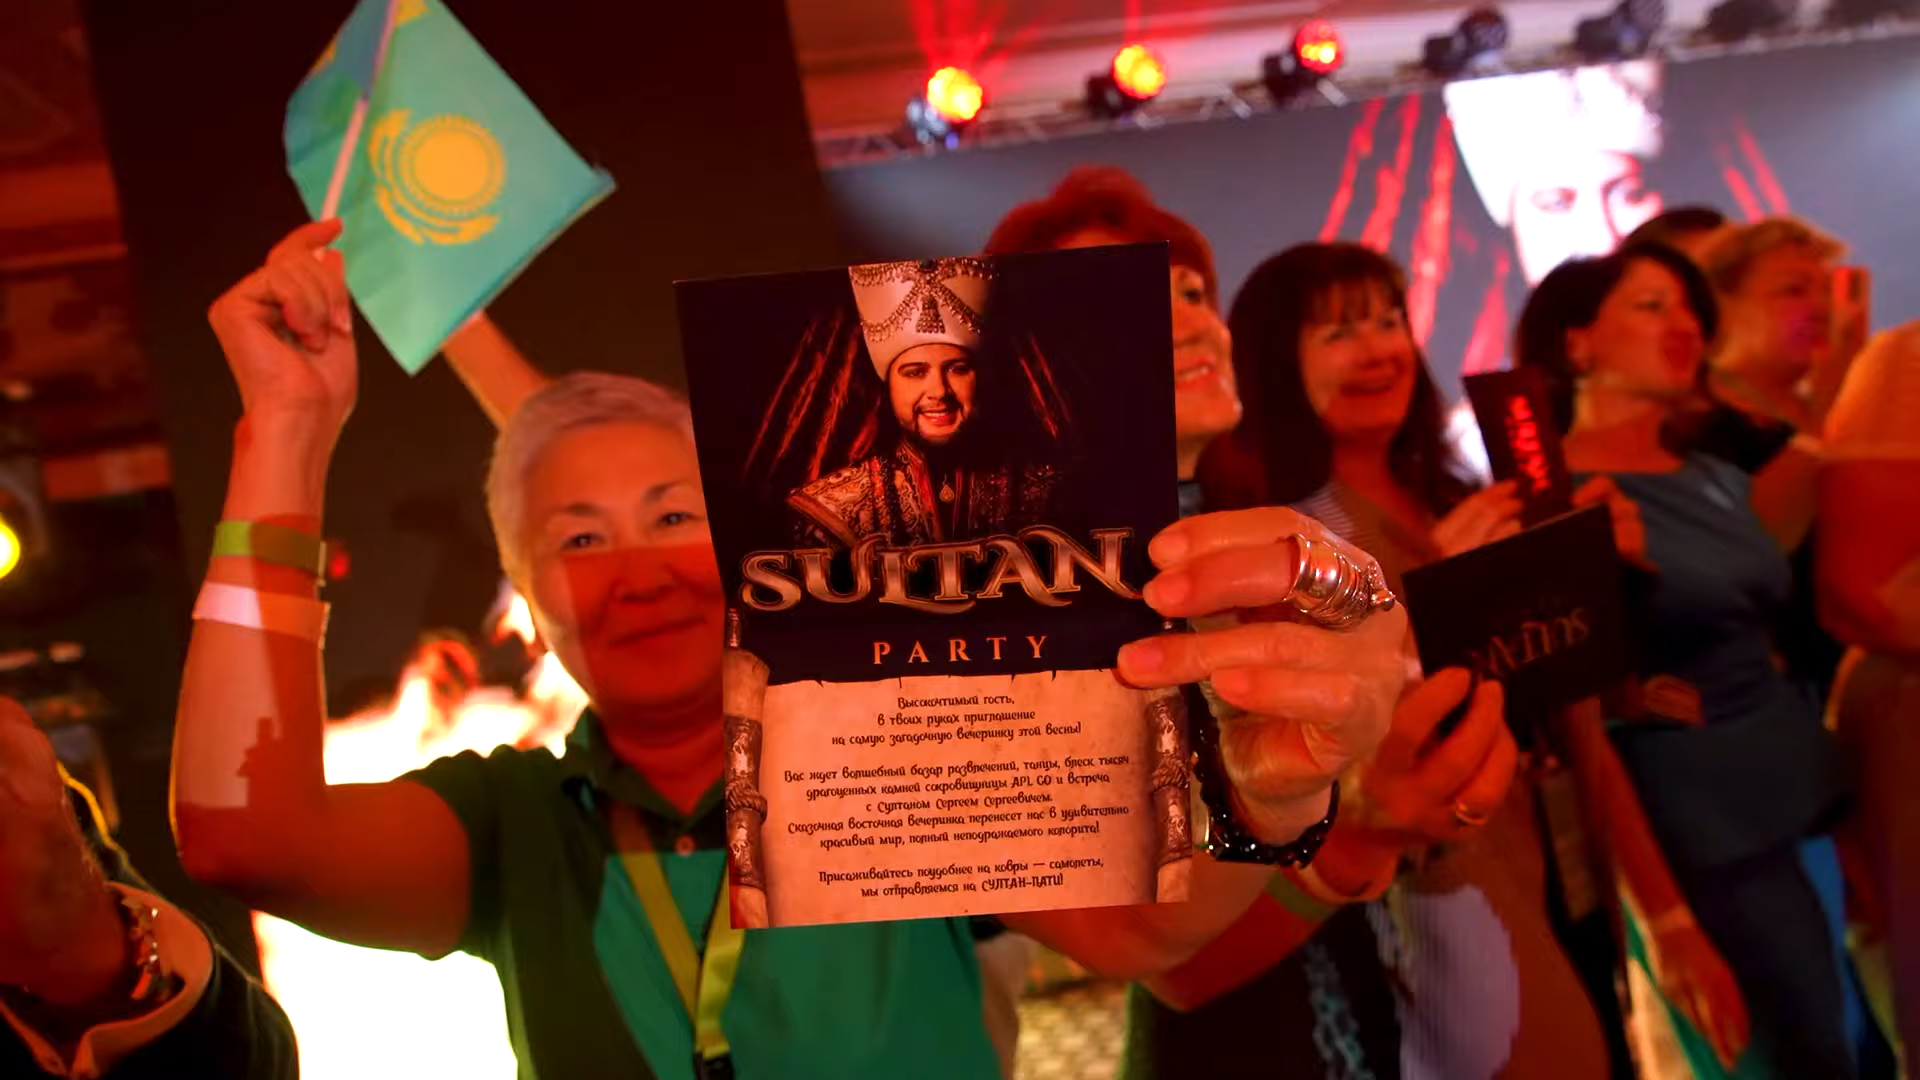 SULTAN
PARTY
Высокочтимый гость,
в твоих руках приглашение
на самую загадочную вечеринку этой весны!
Вас ждет волшебный базар развлечений, танцы, блеск тысяч
драгоценных камней сокровищницы APL GO и встреча
с Султаном Сергеем Сергеевичем.
Сказочная восточная вечеринка перенесет нас в удивительно
красивый мир, полный неподражаемого колорита!
Присаживайтесь поудобнее на ковры — самолеты,
мы отправляемся на СУЛТАН-ПАТИ!
SULTAN